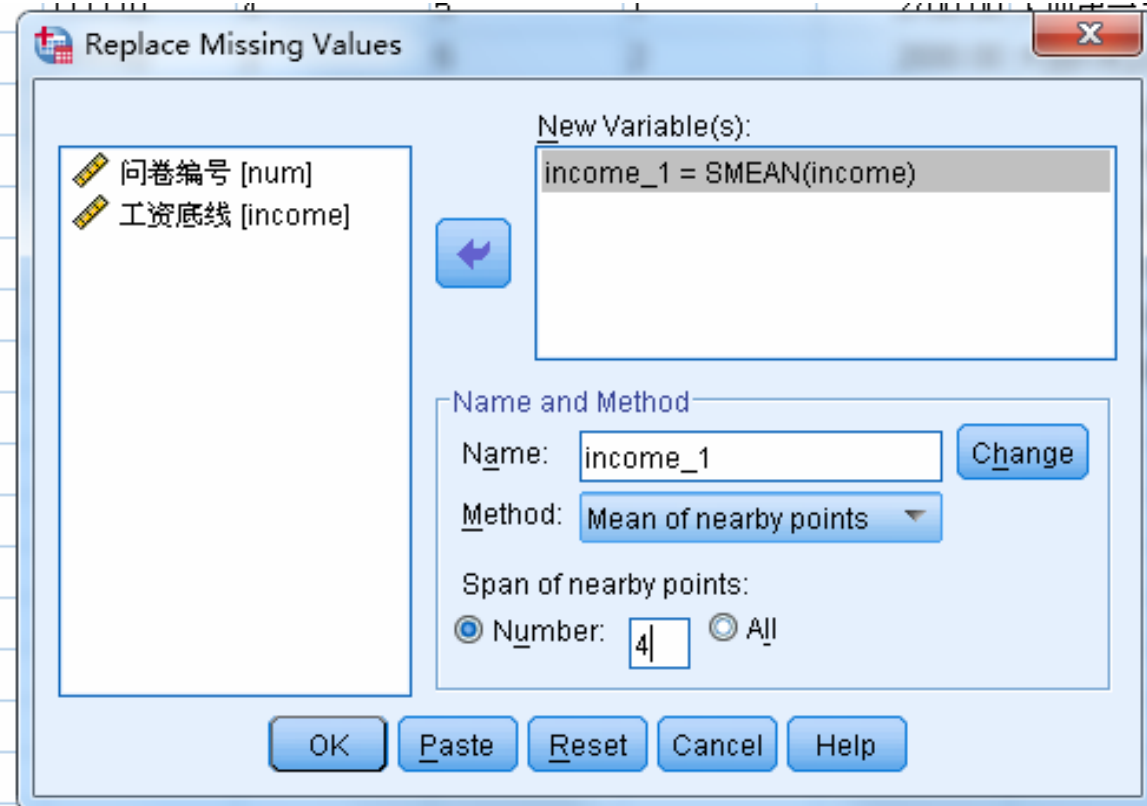 2700.00
Replace Missing Values
New Variable(s):
问卷编号 [num]
工资底线 [income]
income_1 = SMEAN(income)
Name and Method
Name: income_1 Change
Method: Mean of nearby points
Span of nearby points:
Number: 4 All
OK Paste Reset Cancel Help